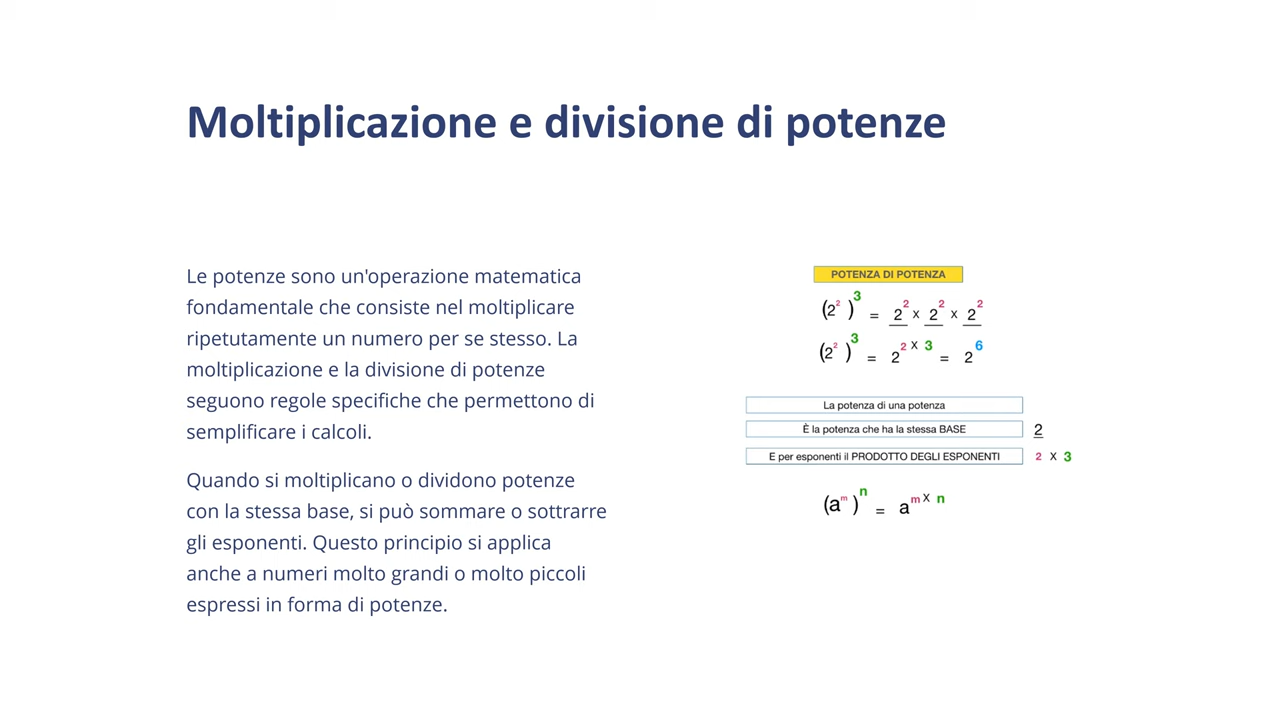 Moltiplicazione e divisione di potenze
Le potenze sono un'operazione matematica
fondamentale che consiste nel moltiplicare
ripetutamente un numero per se stesso. La
moltiplicazione e la divisione di potenze
seguono regole specifiche che permettono di
semplificare i calcoli.
Quando si moltiplicano o dividono potenze
con la stessa base, si può sommare o sottrarre
gli esponenti. Questo principio si applica
anche a numeri molto grandi o molto piccoli
espressi in forma di potenze.
POTENZA DI POTENZA
(2²)³ = 2² x 2² x 2²
(2²)³ = 2² ˣ ³ = 2⁶
La potenza di una potenza
È la potenza che ha la stessa BASE 2
E per esponenti il PRODOTTO DEGLI ESPONENTI 2 X 3
(aᵐ)ⁿ = aᵐ ˣ ⁿ